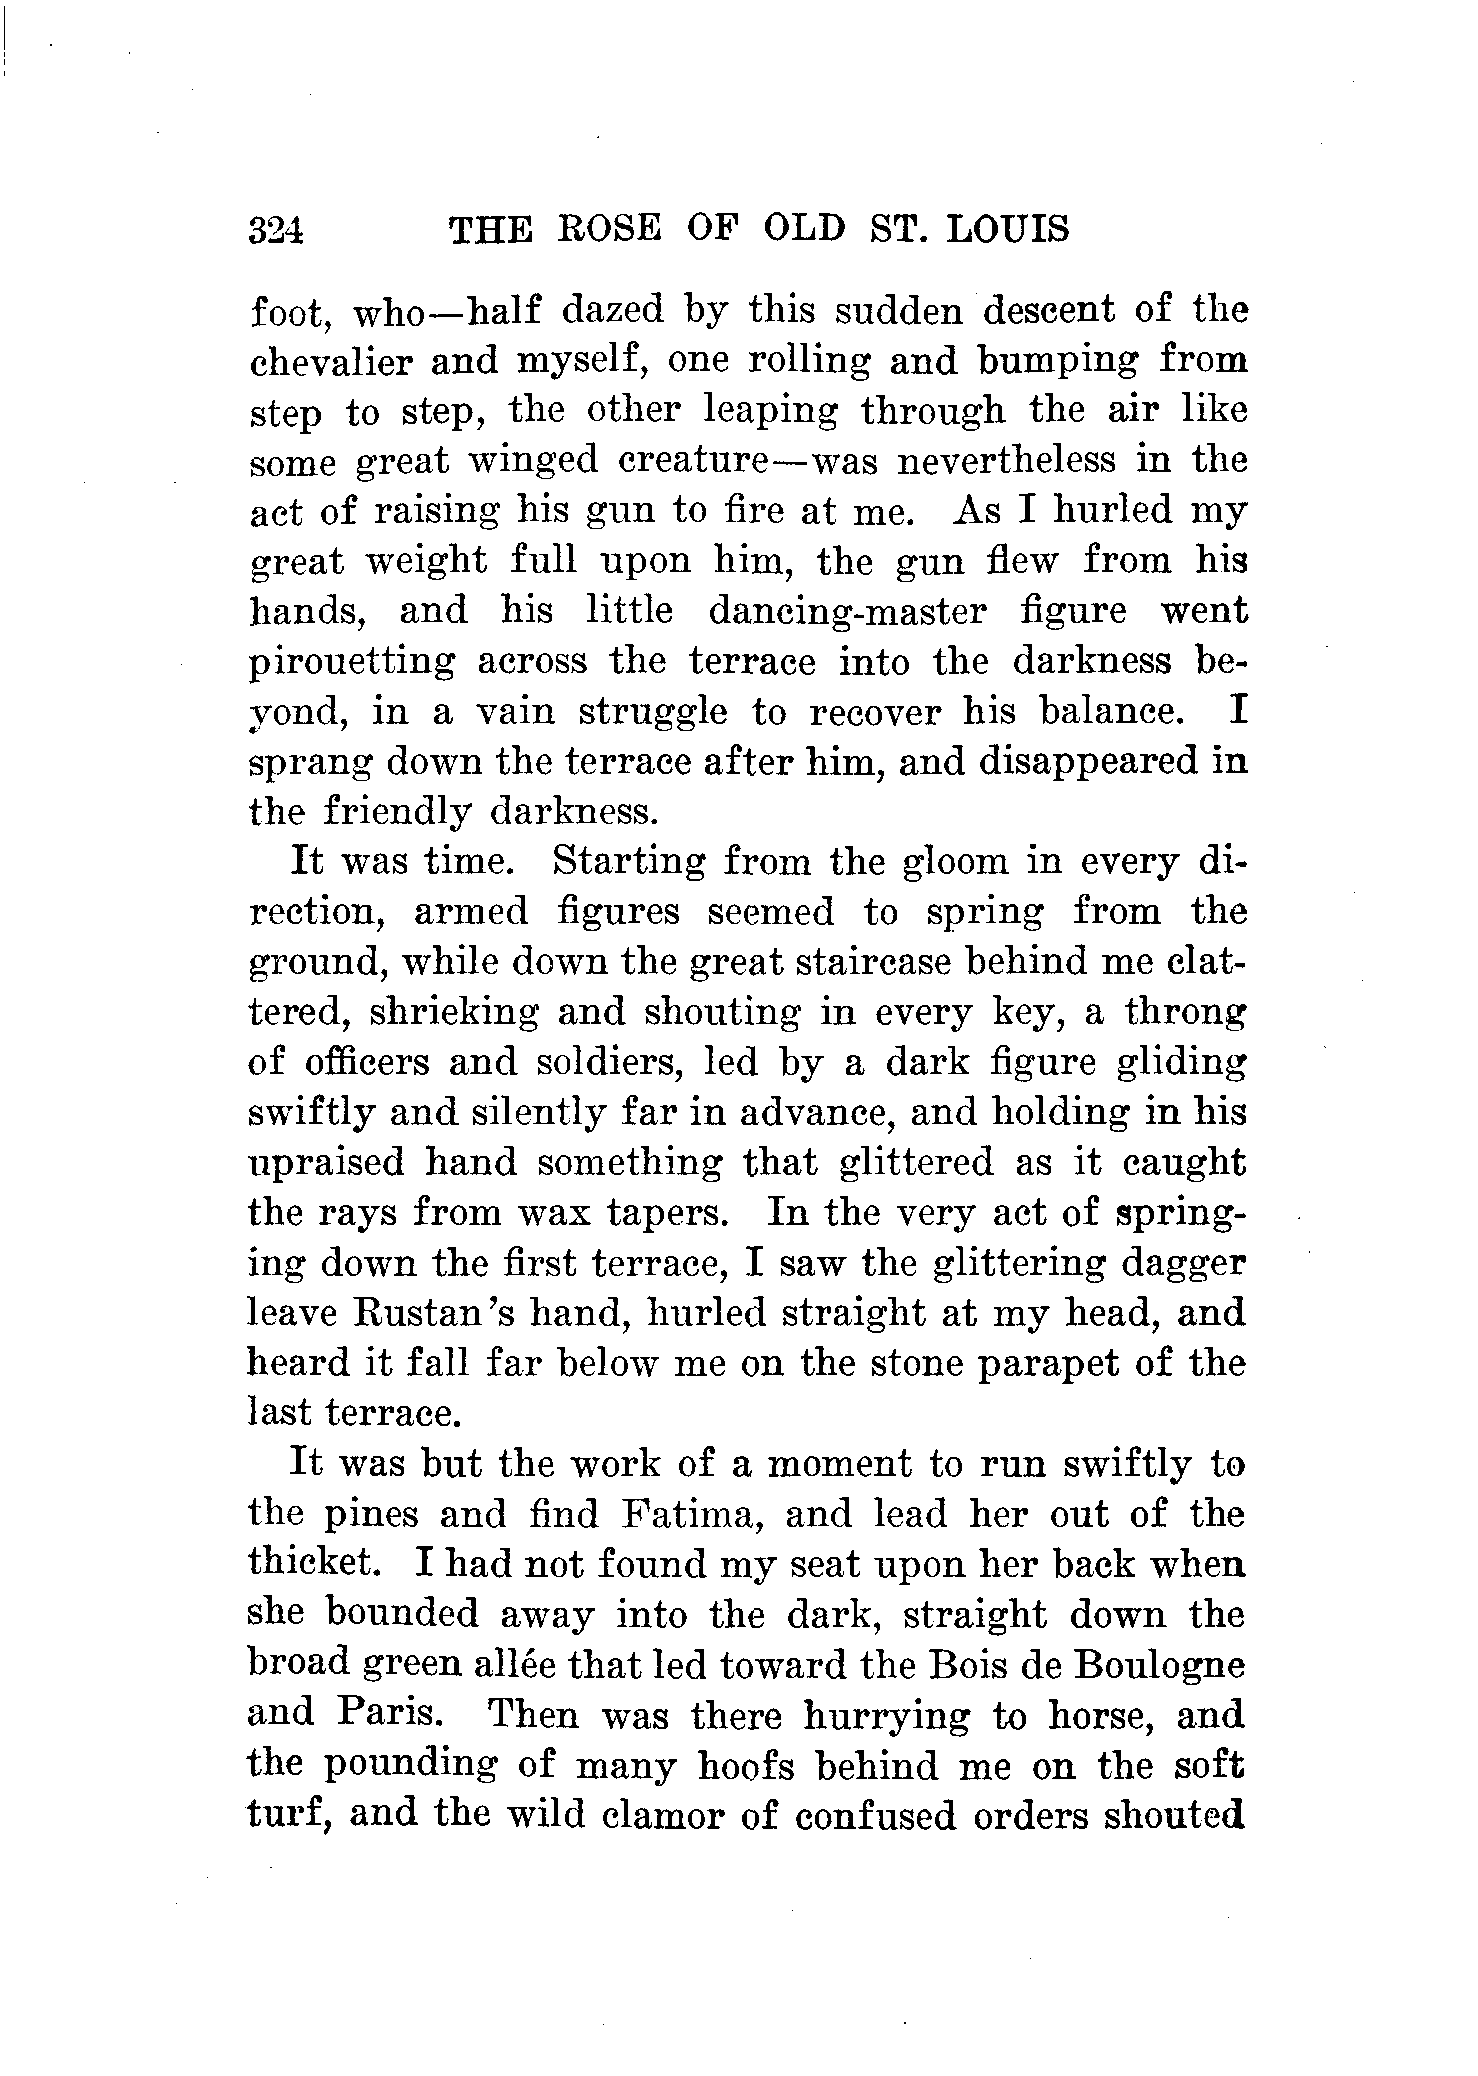 324 THE ROSE OF OLD ST. LOUIS
foot, who—half dazed by this sudden descent of the
chevalier and myself, one rolling and bumping from
step to step, the other leaping through the air like
some great winged creature—was nevertheless in the
act of raising his gun to fire at me. As I hurled my
great weight full upon him, the gun flew from his
hands, and his little dancing-master figure went
pirouetting across the terrace into the darkness be-
yond, in a vain struggle to recover his balance. I
sprang down the terrace after him, and disappeared in
the friendly darkness.
It was time. Starting from the gloom in every di-
rection, armed figures seemed to spring from the
ground, while down the great staircase behind me clat-
tered, shrieking and shouting in every key, a throng
of officers and soldiers, led by a dark figure gliding
swiftly and silently far in advance, and holding in his
upraised hand something that glittered as it caught
the rays from wax tapers. In the very act of spring-
ing down the first terrace, I saw the glittering dagger
leave Rustan's hand, hurled straight at my head, and
heard it fall far below me on the stone parapet of the
last terrace.
It was but the work of a moment to run swiftly to
the pines and find Fatima, and lead her out of the
thicket. I had not found my seat upon her back when
she bounded away into the dark, straight down the
broad green allée that led toward the Bois de Boulogne
and Paris. Then was there hurrying to horse, and
the pounding of many hoofs behind me on the soft
turf, and the wild clamor of confused orders shouted